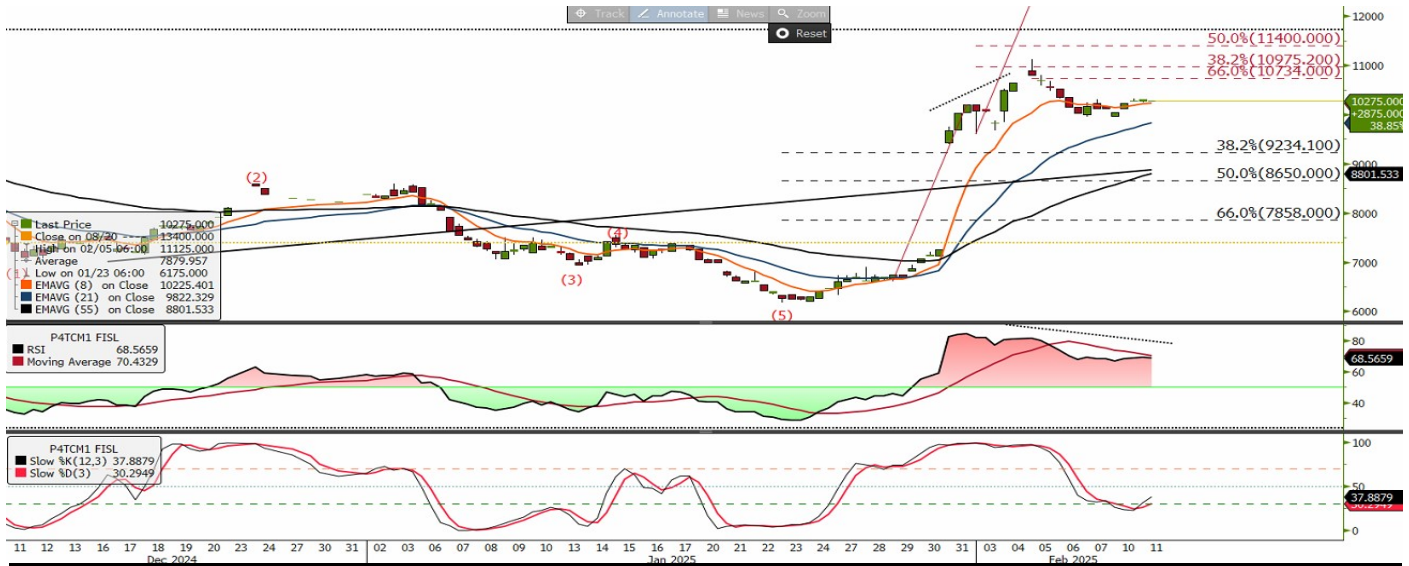 Track Annotate News Zoom
Reset
12000
50.0%(11400.000)
11000
38.2%(10975.200)
66.0%(10734.000)
10275.000
+2875.000
38.85%
38.2%(9234.100)
9000
50.0%(8650.000)
8801.533
66.0%(7858.000)
8000
7000
6000
(1)
(2)
(3)
(4)
(5)
Last Price 10275.000
Close on 08/20 13400.000
High on 02/05 06:00 11125.000
Average 7879.957
Low on 01/23 06:00 6175.000
EMAVG (8) on Close 10225.401
EMAVG (21) on Close 9822.329
EMAVG (55) on Close 8801.533
P4TCM1 FISL
RSI 68.5659
Moving Average 70.4329
80
68.5659
60
40
P4TCM1 FISL
Slow %K(12,3) 37.8879
Slow %D(3) 30.2949
100
50
37.8879
30.2949
0
11 12 13 16 17 18 19 20 23 24 27 30 31 02 03 06 07 08 09 10 13 14 15 16 17 20 21 22 23 24 27 28 29 30 31 03 04 05 06 07 10 11
Dec 2024 Jan 2025 Feb 2025